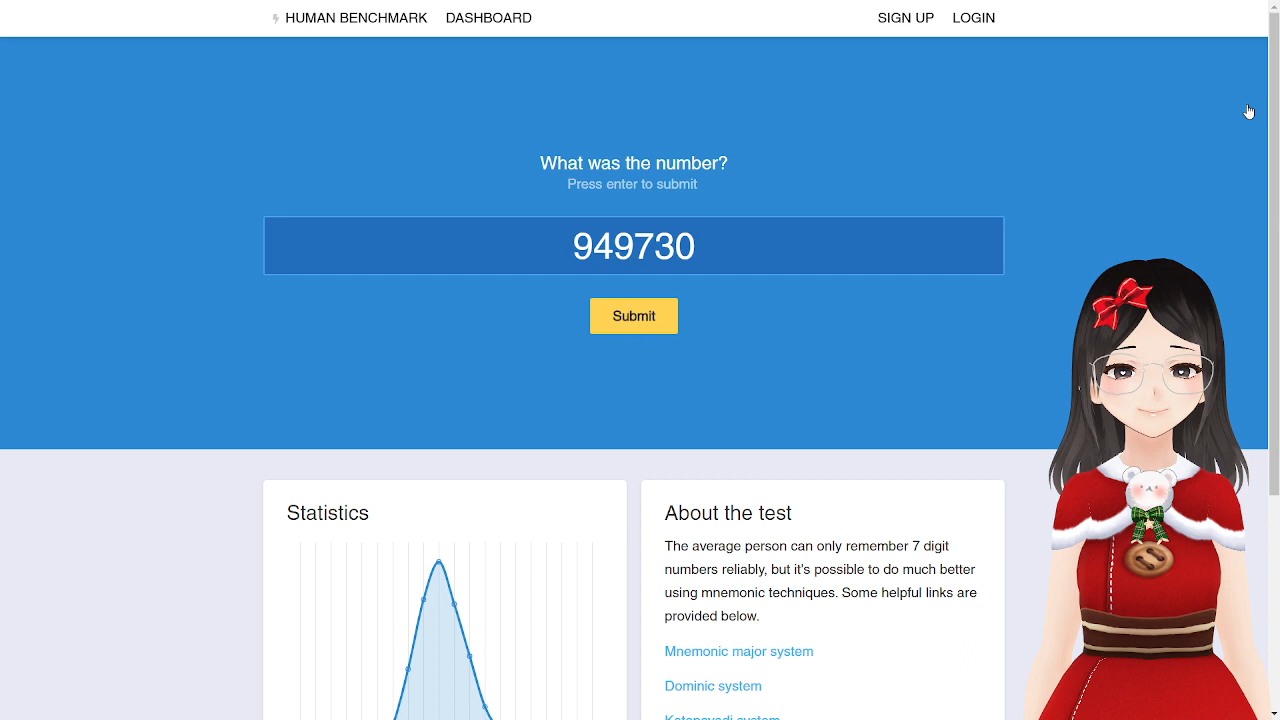 HUMAN BENCHMARK DASHBOARD SIGN UP LOGIN
What was the number?
Press enter to submit
949730
Submit
Statistics
About the test
The average person can only remember 7 digit
numbers reliably, but it's possible to do much better
using mnemonic techniques. Some helpful links are
provided below.
Mnemonic major system
Dominic system